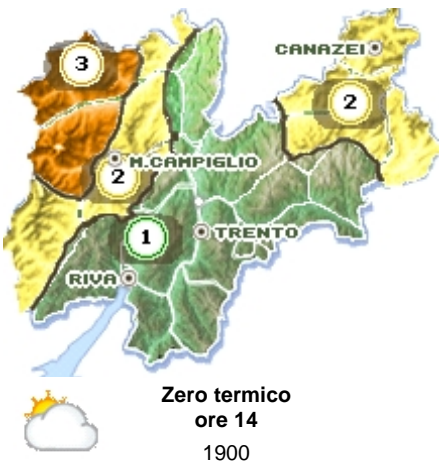 3
CANAZEI
2
M.CAMPIGLIO
2
1
TRENTO
RIVA
Zero termico
ore 14
1900